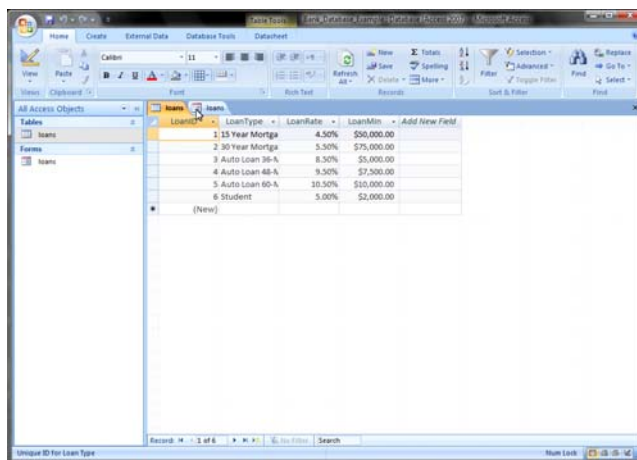 Table Tools Bank_Database_Example : Database (Access 2007) - Microsoft Access
Home Create External Data Database Tools Datasheet
View Paste Calibri 11 Refresh All New Save Delete Totals Spelling More Filter Selection Advanced Toggle Filter Find Replace Go To Select
Views Clipboard Font Rich Text Records Sort & Filter Find
All Access Objects
Tables
loans
Forms
loans
loans loans
LoanID LoanType LoanRate LoanMin Add New Field
1 15 Year Mortga 4.50% $50,000.00
2 30 Year Mortga 5.50% $75,000.00
3 Auto Loan 36-M 8.50% $5,000.00
4 Auto Loan 48-M 9.50% $7,500.00
5 Auto Loan 60-M 10.50% $10,000.00
6 Student 5.00% $2,000.00
(New)
Record: 1 of 6 No Filter Search
Unique ID for Loan Type Num Lock